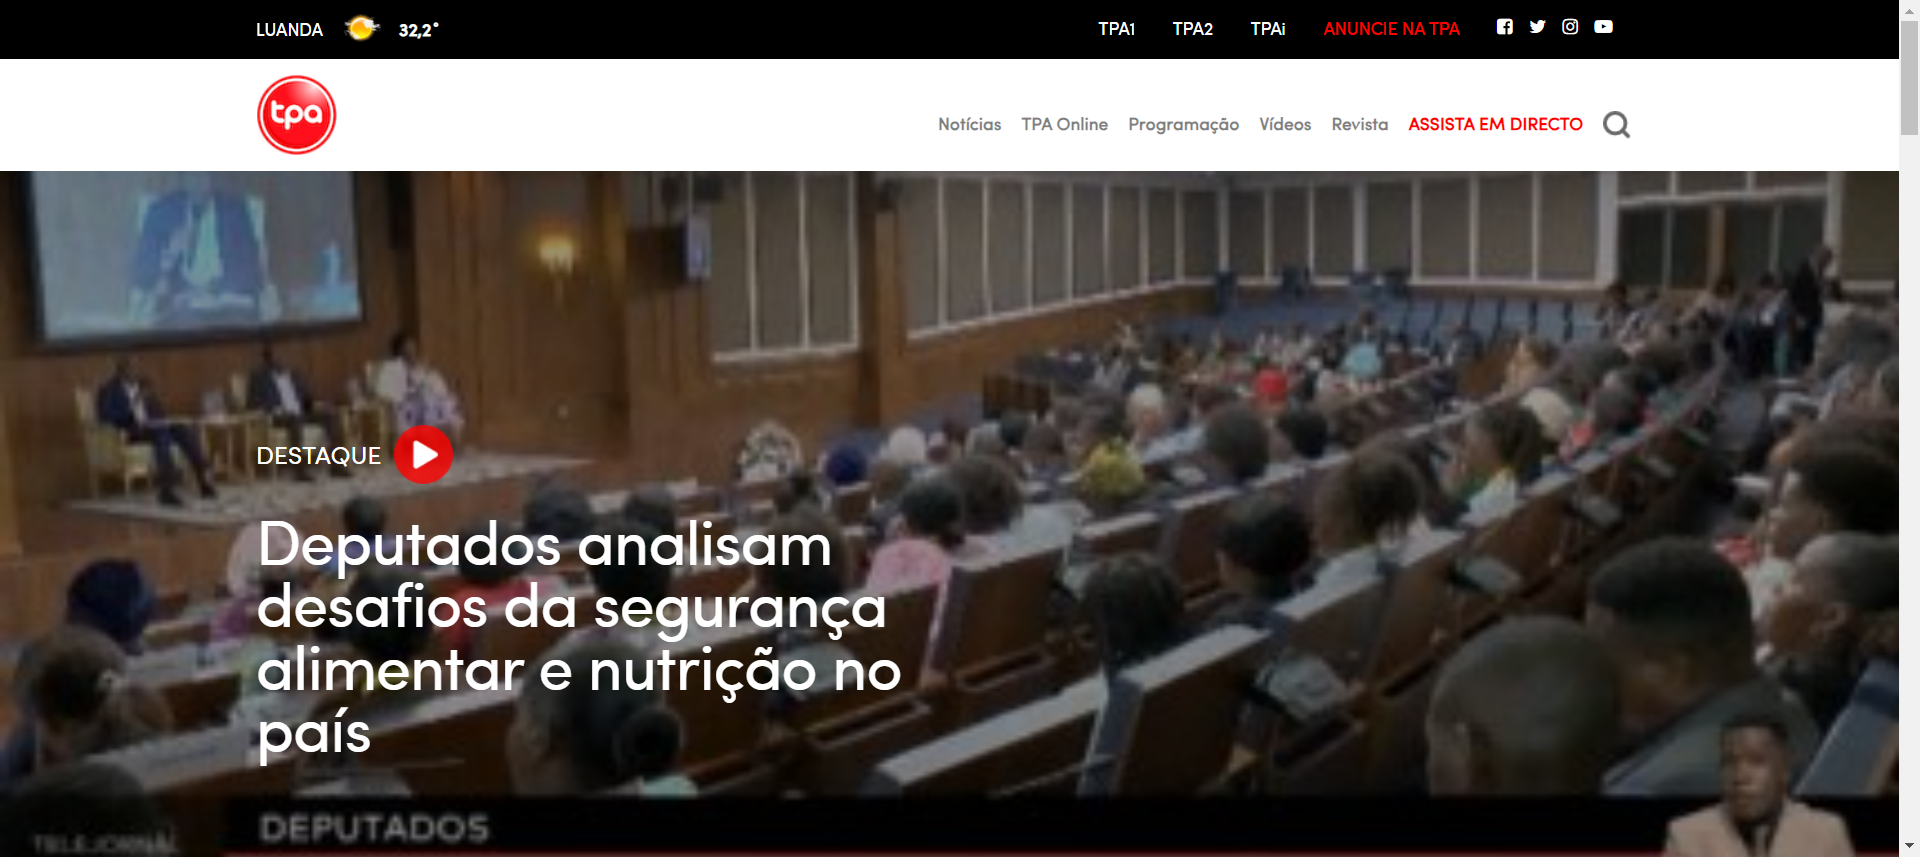 LUANDA 32,2°
TPA1 TPA2 TPAi ANUNCIE NA TPA
tpa
Notícias TPA Online Programação Vídeos Revista ASSISTA EM DIRECTO
DESTAQUE
Deputados analisam
desafios da segurança
alimentar e nutrição no
país
DEPUTADOS
TELEJORNAL